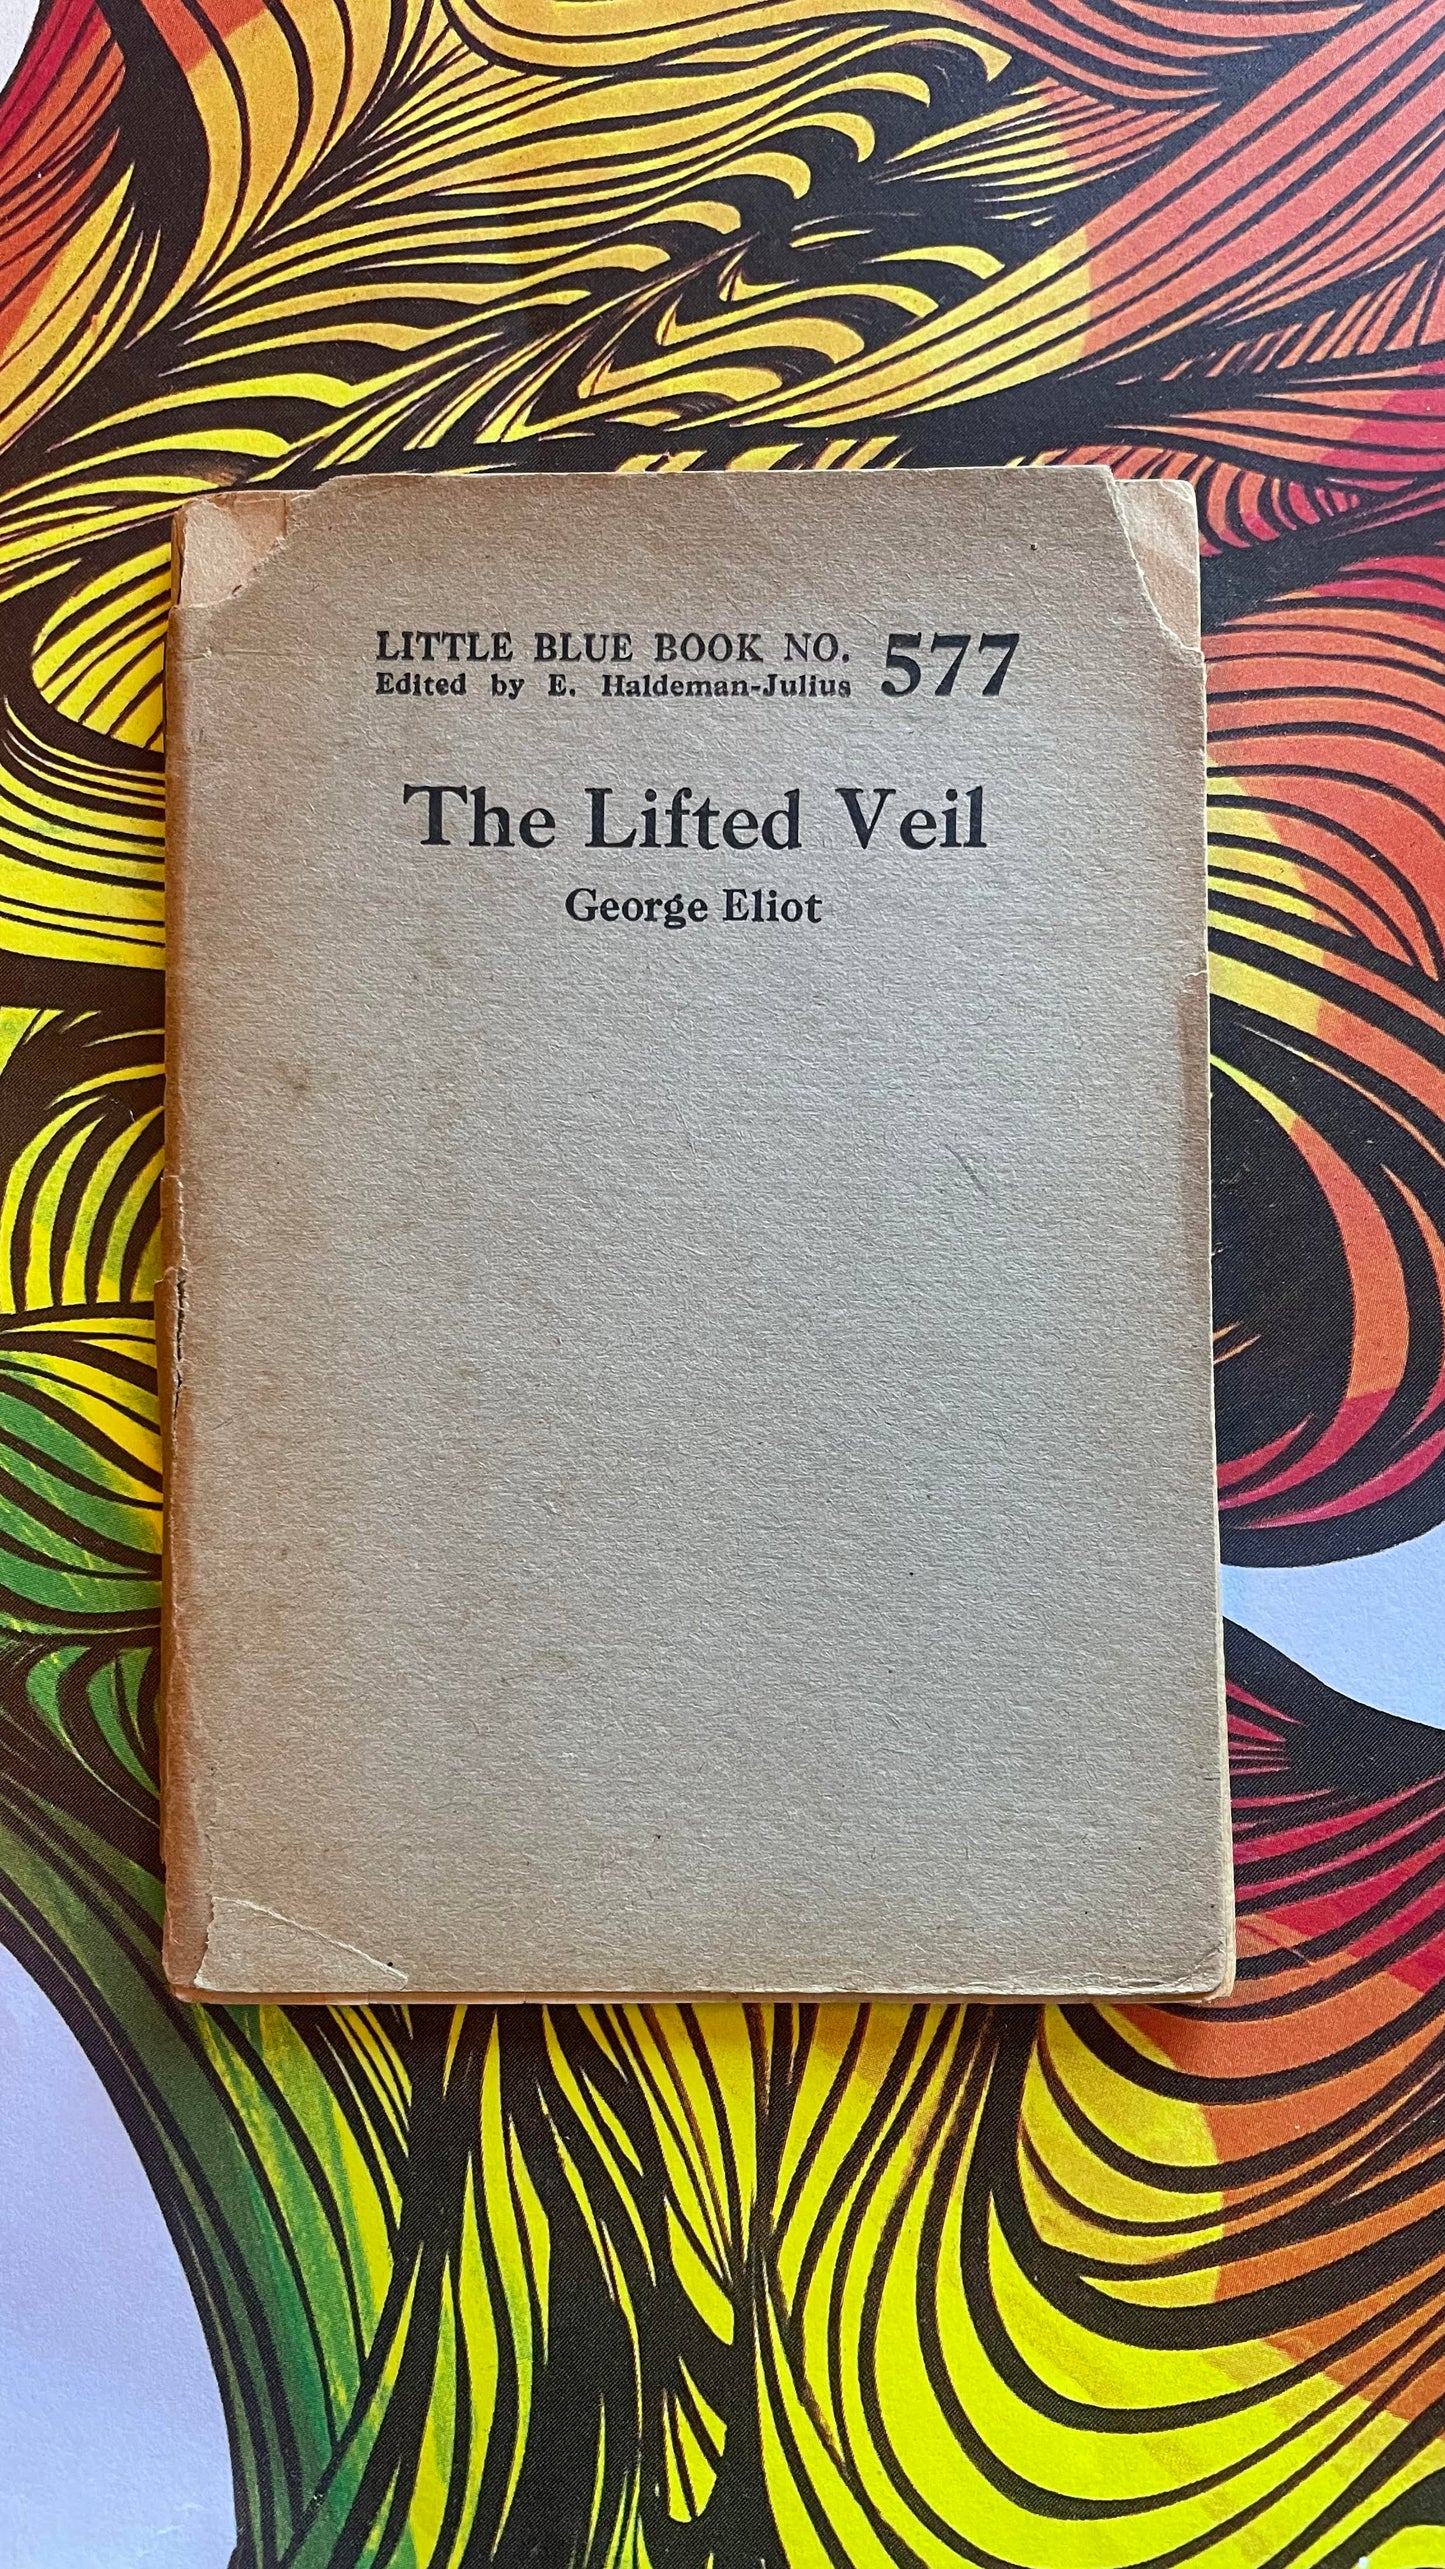 LITTLE BLUE BOOK NO. 577
Edited by E. Haldeman-Julius
The Lifted Veil
George Eliot